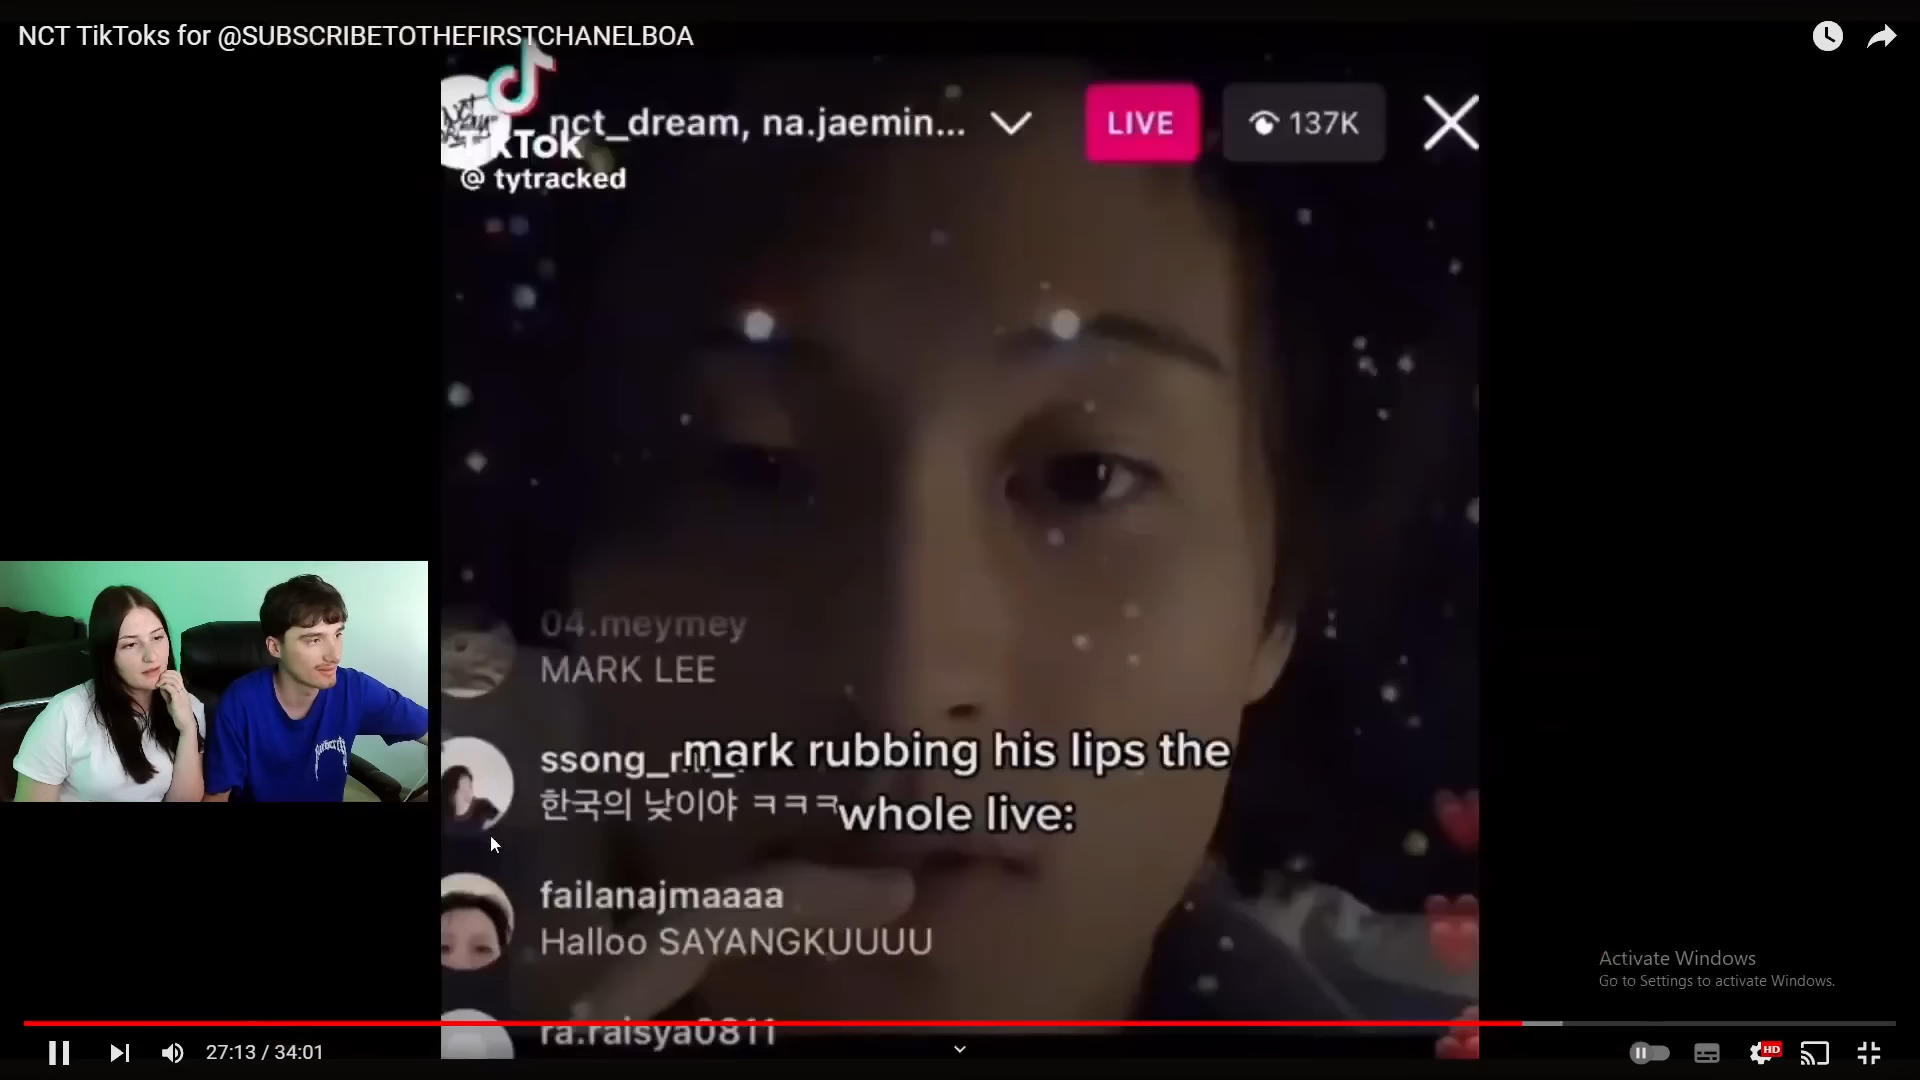 NCT TikToks for @SUBSCRIBETOTHEFIRSTCHANELBOA
nct_dream, na.jaemin...
LIVE
137K
TikTok
@ tytracked
04.meymey
MARK LEE
mark rubbing his lips the
whole live:
한국의 낮이야 ㅋㅋㅋ
failanajmaaaa
Halloo SAYANGKUUUU
ra.raisya0811
Activate Windows
Go to Settings to activate Windows.
27:13 / 34:01
HD